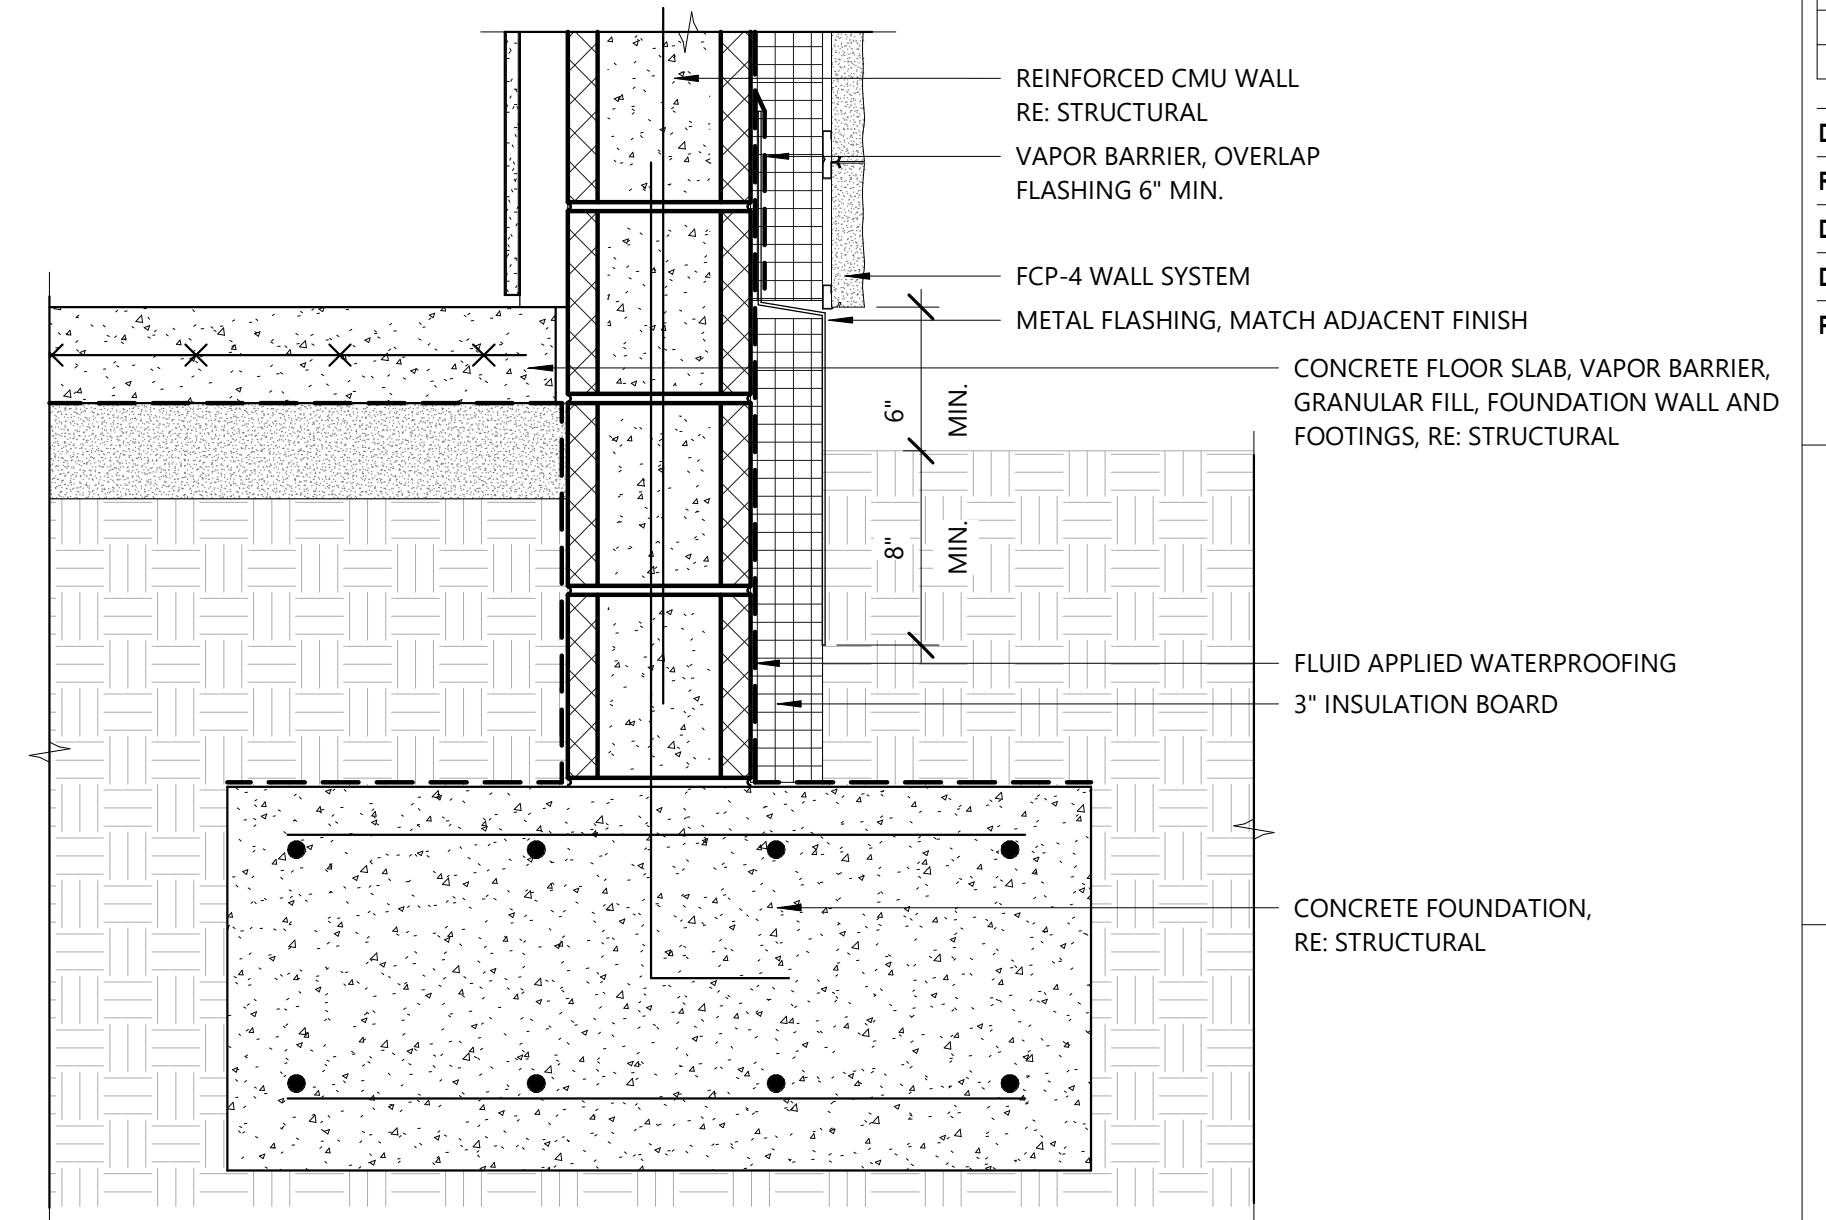 REINFORCED CMU WALL
RE: STRUCTURAL
VAPOR BARRIER, OVERLAP
FLASHING 6" MIN.
FCP-4 WALL SYSTEM
METAL FLASHING, MATCH ADJACENT FINISH
CONCRETE FLOOR SLAB, VAPOR BARRIER,
GRANULAR FILL, FOUNDATION WALL AND
FOOTINGS, RE: STRUCTURAL
6"
MIN.
8"
MIN.
FLUID APPLIED WATERPROOFING
3" INSULATION BOARD
CONCRETE FOUNDATION,
RE: STRUCTURAL